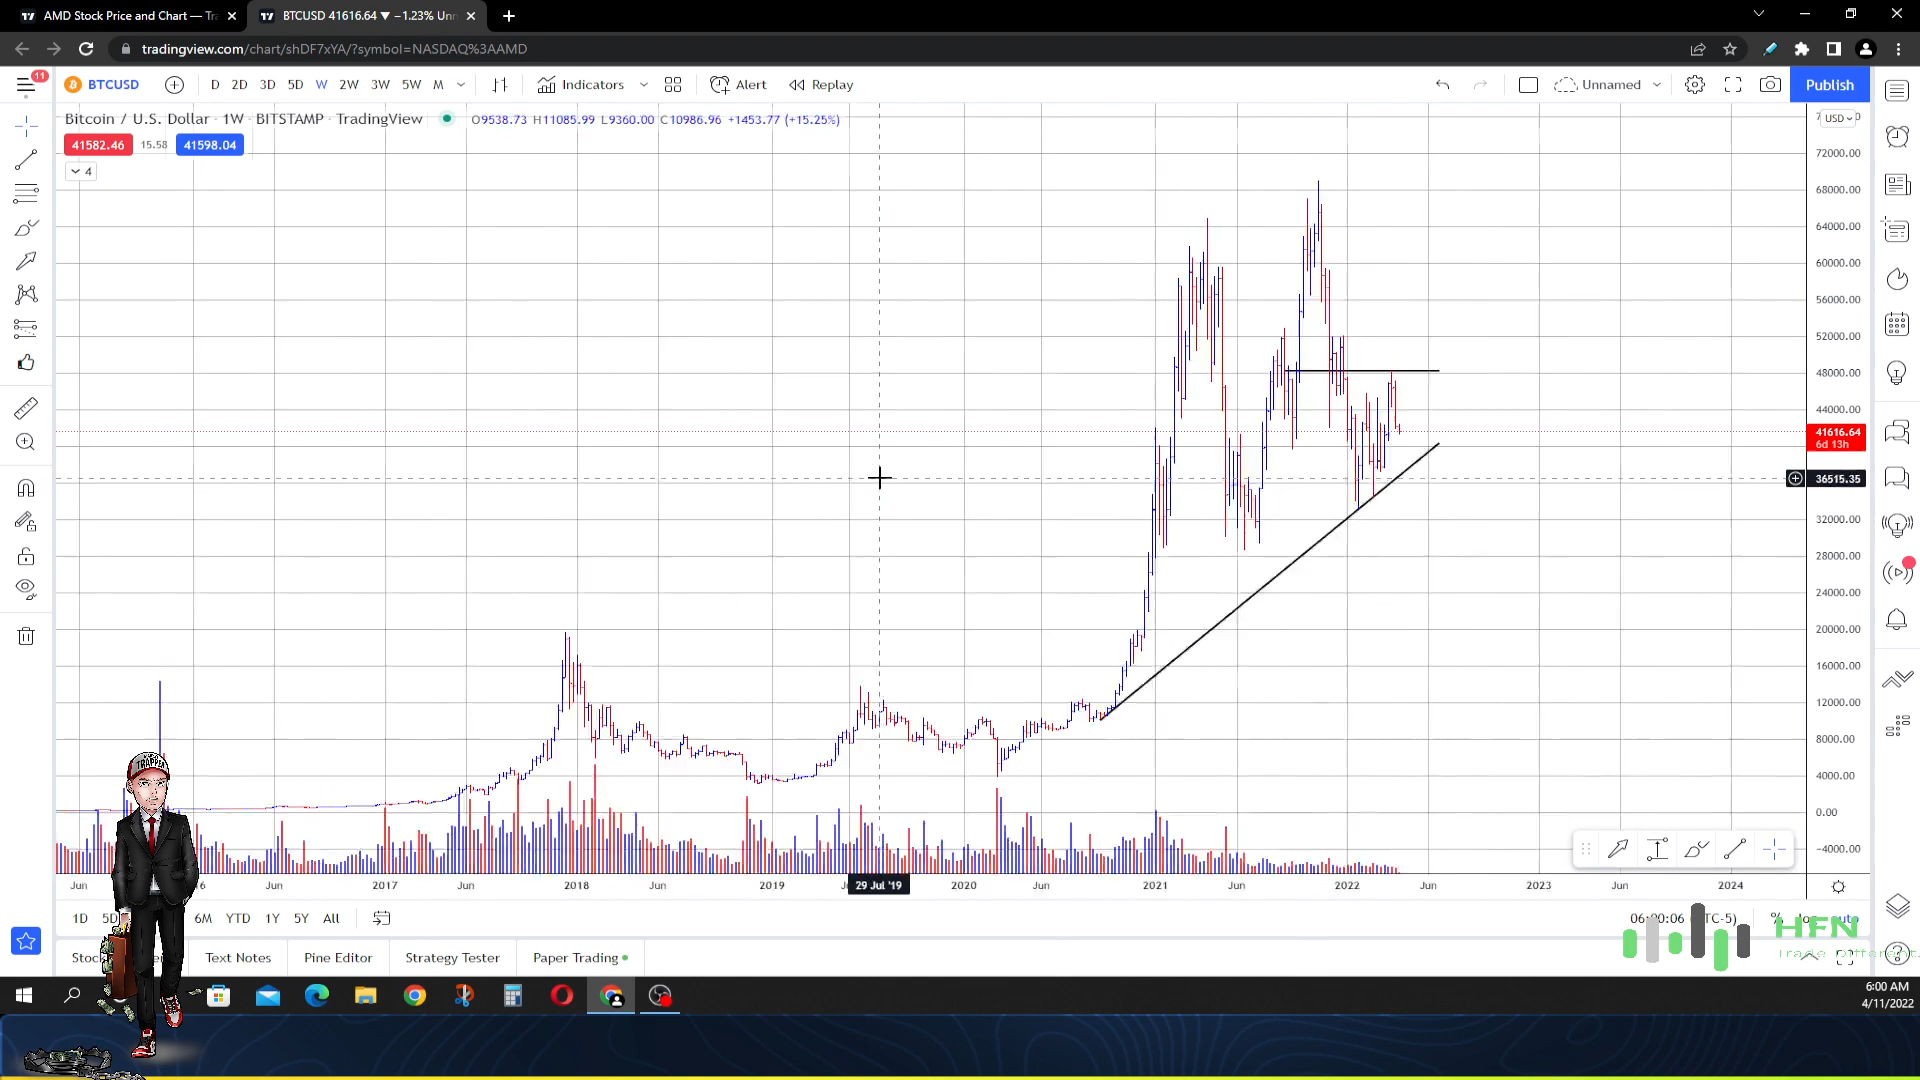 AMD Stock Price and Chart — Tra
BTCUSD 41616.64 ▼ −1.23% Unn
tradingview.com/chart/shDF7xYA/?symbol=NASDAQ%3AAMD
11
BTCUSD
D 2D 3D 5D W 2W 3W 5W M
Indicators
Alert
Replay
Unnamed
Publish
Bitcoin / U.S. Dollar · 1W · BITSTAMP · TradingView
O9538.73 H11085.99 L9360.00 C10986.96 +1453.77 (+15.25%)
USD
41582.46 15.58 41598.04
4
72000.00
68000.00
64000.00
60000.00
56000.00
52000.00
48000.00
44000.00
41616.64
6d 13h
36515.35
32000.00
28000.00
24000.00
20000.00
16000.00
12000.00
8000.00
4000.00
0.00
−4000.00
TRAPPER
Jun Jun 2017 Jun 2018 Jun 2019 29 Jul '19 2020 Jun 2021 Jun 2022 Jun 2023 Jun 2024
1D 6M YTD 1Y 5Y All
%
HFN
Trade Different.
Text Notes Pine Editor Strategy Tester Paper Trading
6:00 AM
4/11/2022